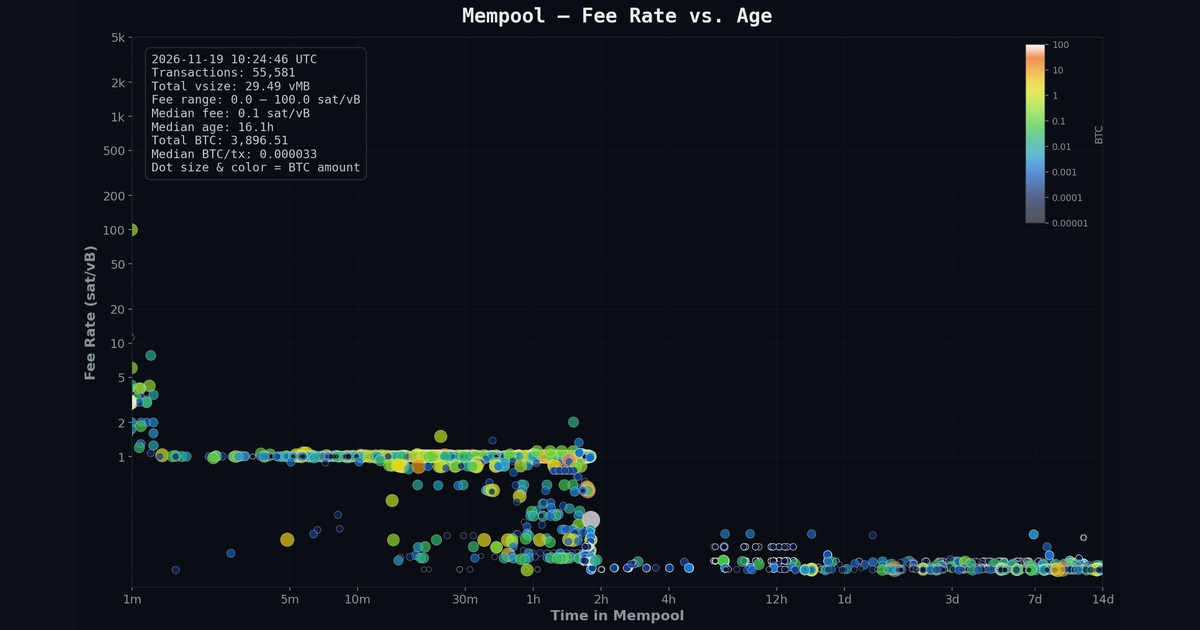 Mempool — Fee Rate vs. Age
2026-11-19 10:24:46 UTC
Transactions: 55,581
Total vsize: 29.49 vMB
Fee range: 0.0 — 100.0 sat/vB
Median fee: 0.1 sat/vB
Median age: 16.1h
Total BTC: 3,896.51
Median BTC/tx: 0.000033
Dot size & color = BTC amount
100
10
1
0.1
0.01
0.001
0.0001
0.00001
BTC
Fee Rate (sat/vB)
5k
2k
1k
500
200
100
50
20
10
5
2
1
1m
5m
10m
30m
1h
2h
4h
12h
1d
3d
7d
14d
Time in Mempool